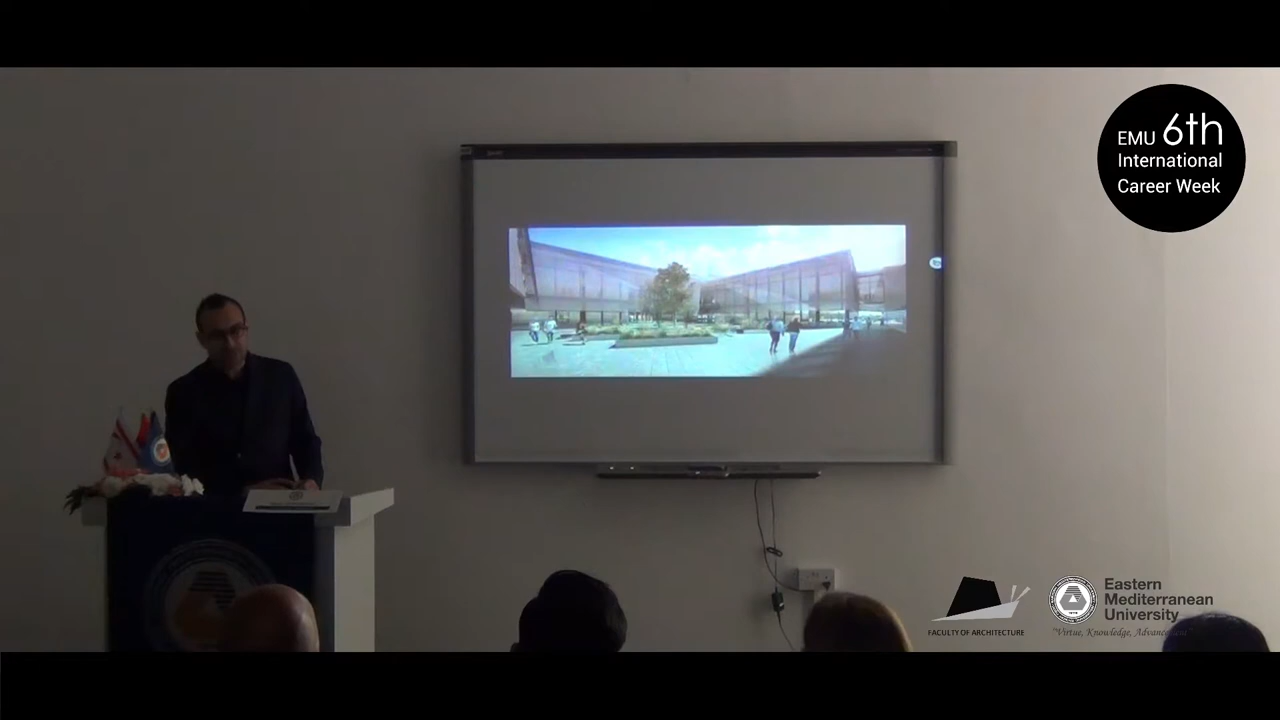 EMU 6th
International
Career Week
FACULTY OF ARCHITECTURE
Eastern
Mediterranean
University
"Virtue, Knowledge, Advancement"